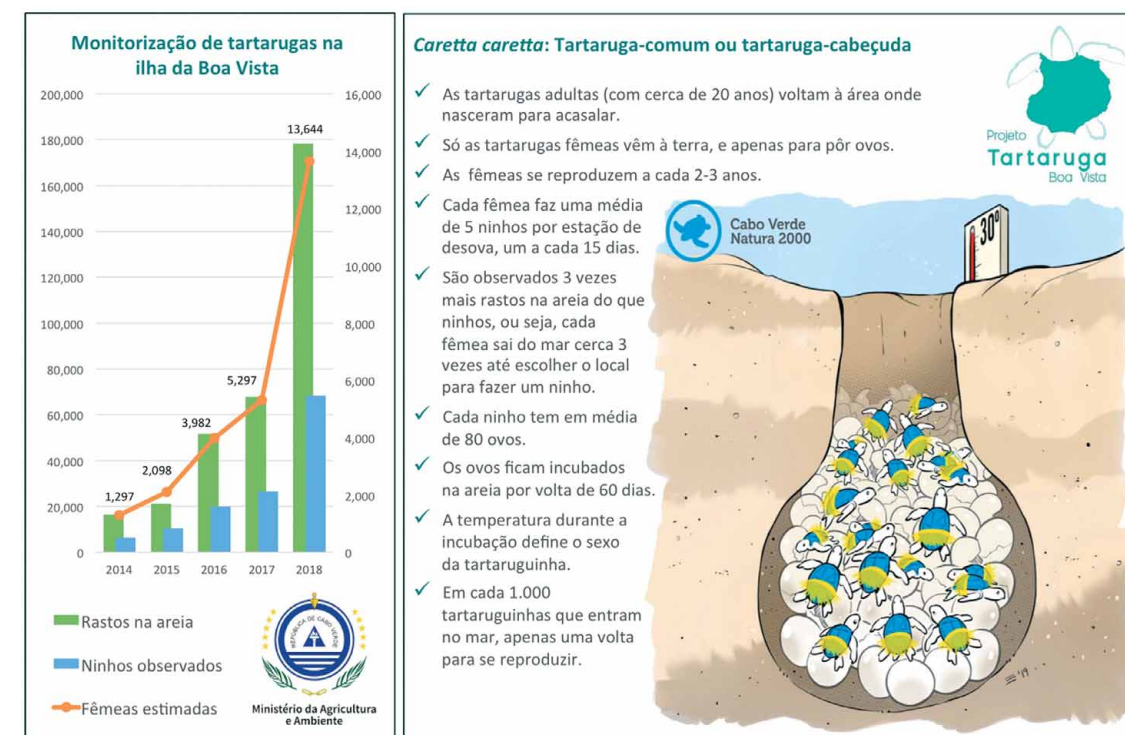 Monitorização de tartarugas na
ilha da Boa Vista
200,000
180,000
160,000
140,000
120,000
100,000
80,000
60,000
40,000
20,000
0
16,000
14,000
12,000
10,000
8,000
6,000
4,000
2,000
0
1,297
2,098
3,982
5,297
13,644
2014 2015 2016 2017 2018
Rastos na areia
Ninhos observados
Fêmeas estimadas
REPÚBLICA DE CABO VERDE
Ministério da Agricultura
e Ambiente
Caretta caretta: Tartaruga-comum ou tartaruga-cabeçuda
✓ As tartarugas adultas (com cerca de 20 anos) voltam à área onde
nasceram para acasalar.
✓ Só as tartarugas fêmeas vêm à terra, e apenas para pôr ovos.
✓ As fêmeas se reproduzem a cada 2-3 anos.
✓ Cada fêmea faz uma média
de 5 ninhos por estação de
desova, um a cada 15 dias.
✓ São observados 3 vezes
mais rastos na areia do que
ninhos, ou seja, cada
fêmea sai do mar cerca 3
vezes até escolher o local
para fazer um ninho.
✓ Cada ninho tem em média
de 80 ovos.
✓ Os ovos ficam incubados
na areia por volta de 60 dias.
✓ A temperatura durante a
incubação define o sexo
da tartaruguinha.
✓ Em cada 1.000
tartaruguinhas que entram
no mar, apenas uma volta
para se reproduzir.
Projeto
Tartaruga
Boa Vista
Cabo Verde
Natura 2000
30º